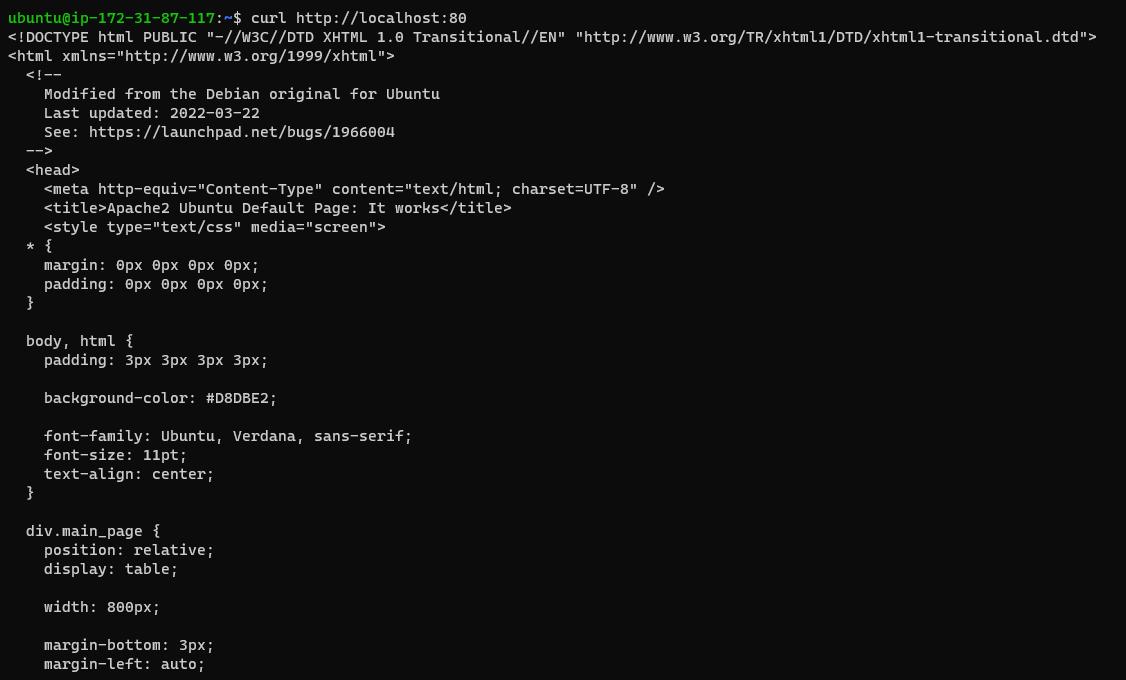 ubuntu@ip-172-31-87-117:~$ curl http://localhost:80
<!DOCTYPE html PUBLIC "-//W3C//DTD XHTML 1.0 Transitional//EN" "http://www.w3.org/TR/xhtml1/DTD/xhtml1-transitional.dtd">
<html xmlns="http://www.w3.org/1999/xhtml">
  <!--
    Modified from the Debian original for Ubuntu
    Last updated: 2022-03-22
    See: https://launchpad.net/bugs/1966004
  -->
  <head>
    <meta http-equiv="Content-Type" content="text/html; charset=UTF-8" />
    <title>Apache2 Ubuntu Default Page: It works</title>
    <style type="text/css" media="screen">
  * {
    margin: 0px 0px 0px 0px;
    padding: 0px 0px 0px 0px;
  }

  body, html {
    padding: 3px 3px 3px 3px;

    background-color: #D8DBE2;

    font-family: Ubuntu, Verdana, sans-serif;
    font-size: 11pt;
    text-align: center;
  }

  div.main_page {
    position: relative;
    display: table;

    width: 800px;

    margin-bottom: 3px;
    margin-left: auto;